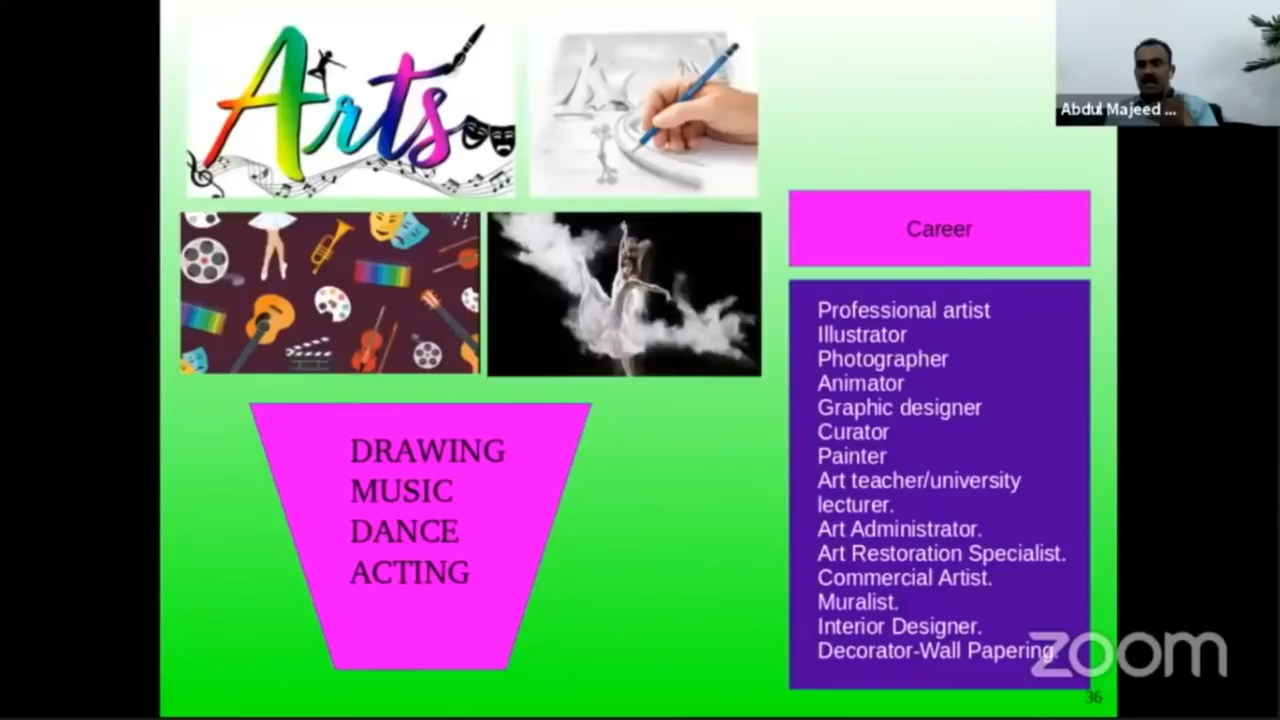 Arts
Abdul Majeed ...
Career
Professional artist
Illustrator
Photographer
Animator
Graphic designer
Curator
Painter
Art teacher/university
lecturer.
Art Administrator.
Art Restoration Specialist.
Commercial Artist.
Muralist.
Interior Designer.
Decorator-Wall Papering.
DRAWING
MUSIC
DANCE
ACTING
zoom
36